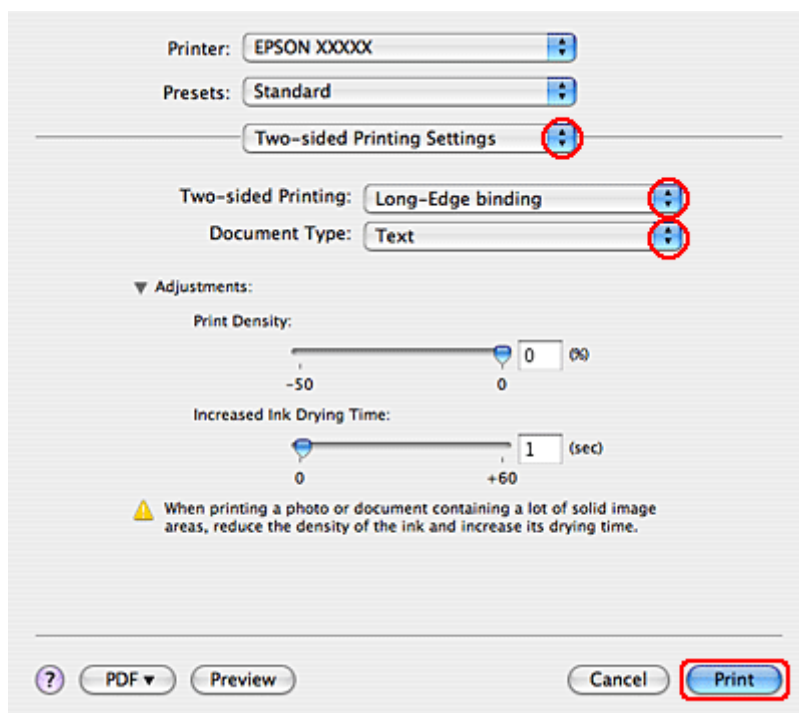 Printer: EPSON XXXXX
Presets: Standard
Two-sided Printing Settings
Two-sided Printing: Long-Edge binding
Document Type: Text
Adjustments:
Print Density:
0 (%)
-50 0
Increased Ink Drying Time:
1 (sec)
0 +60
When printing a photo or document containing a lot of solid image
areas, reduce the density of the ink and increase its drying time.
? PDF Preview Cancel Print